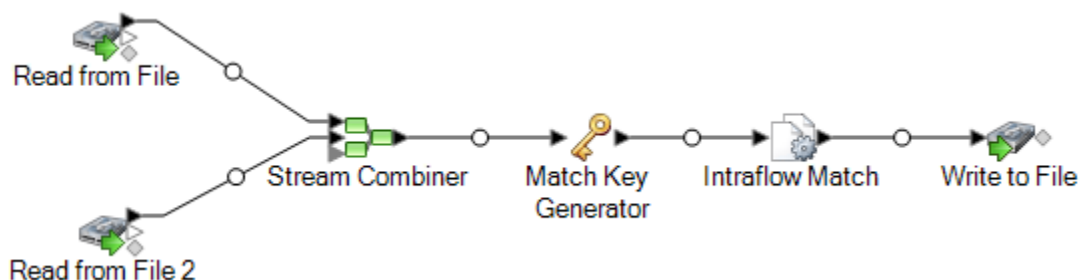 Read from File
Stream Combiner
Match Key
Generator
Intraflow Match
Write to File
Read from File 2